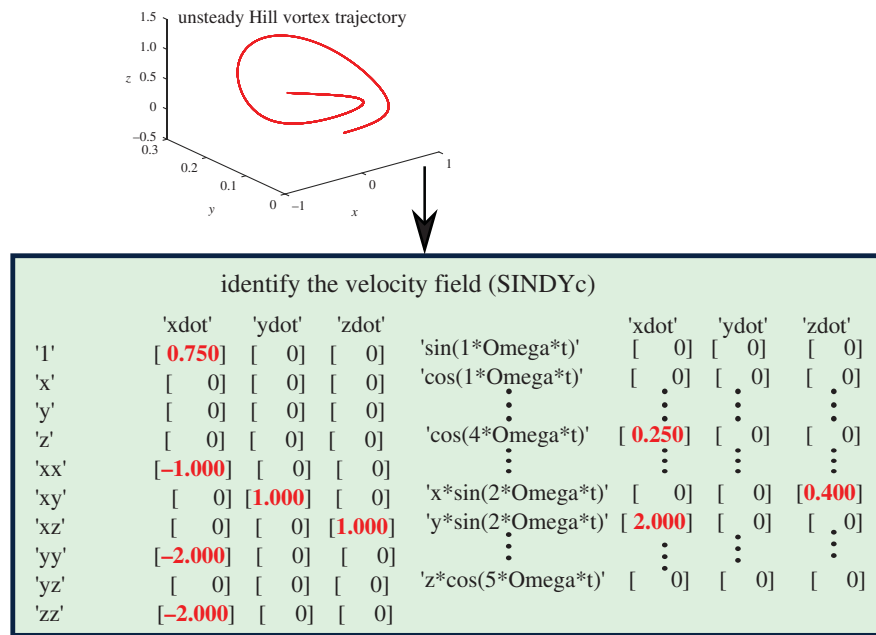 unsteady Hill vortex trajectory
1.5
1.0
z 0.5
0
−0.5
0.3
0.2
0.1
0
y
−1
0
1
x
identify the velocity field (SINDYc)
'xdot' 'ydot' 'zdot'
'1' [ 0.750] [ 0] [ 0]
'x' [ 0] [ 0] [ 0]
'y' [ 0] [ 0] [ 0]
'z' [ 0] [ 0] [ 0]
'xx' [−1.000] [ 0] [ 0]
'xy' [ 0] [1.000] [ 0]
'xz' [ 0] [ 0] [1.000]
'yy' [−2.000] [ 0] [ 0]
'yz' [ 0] [ 0] [ 0]
'zz' [−2.000] [ 0] [ 0]
'xdot' 'ydot' 'zdot'
'sin(1*Omega*t)' [ 0] [ 0] [ 0]
'cos(1*Omega*t)' [ 0] [ 0] [ 0]
'cos(4*Omega*t)' [ 0.250] [ 0] [ 0]
'x*sin(2*Omega*t)' [ 0] [ 0] [0.400]
'y*sin(2*Omega*t)' [ 2.000] [ 0] [ 0]
'z*cos(5*Omega*t)' [ 0] [ 0] [ 0]